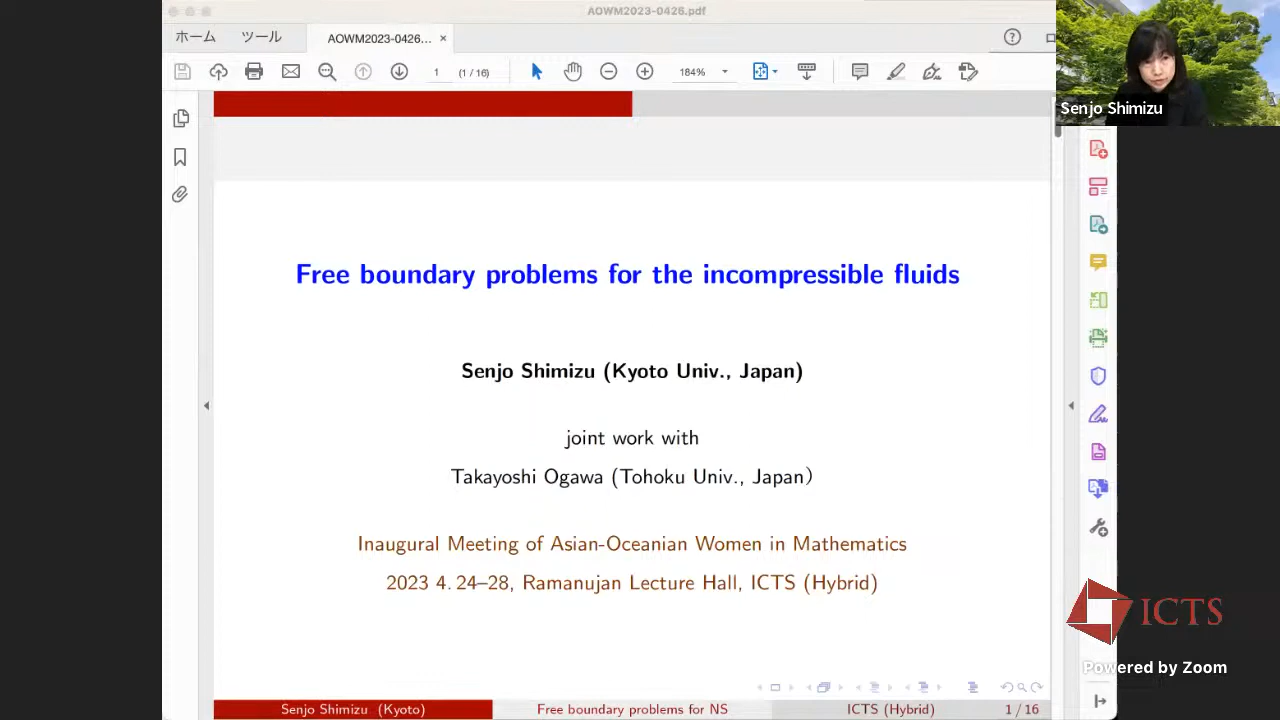 AOWM2023-0426.pdf
ホーム ツール AOWM2023-0426... ×
1 (1 / 16) 184%
Senjo Shimizu
Free boundary problems for the incompressible fluids
Senjo Shimizu (Kyoto Univ., Japan)
joint work with
Takayoshi Ogawa (Tohoku Univ., Japan)
Inaugural Meeting of Asian-Oceanian Women in Mathematics
2023 4. 24–28, Ramanujan Lecture Hall, ICTS (Hybrid)
ICTS
Powered by Zoom
Senjo Shimizu (Kyoto) Free boundary problems for NS ICTS (Hybrid) 1 / 16